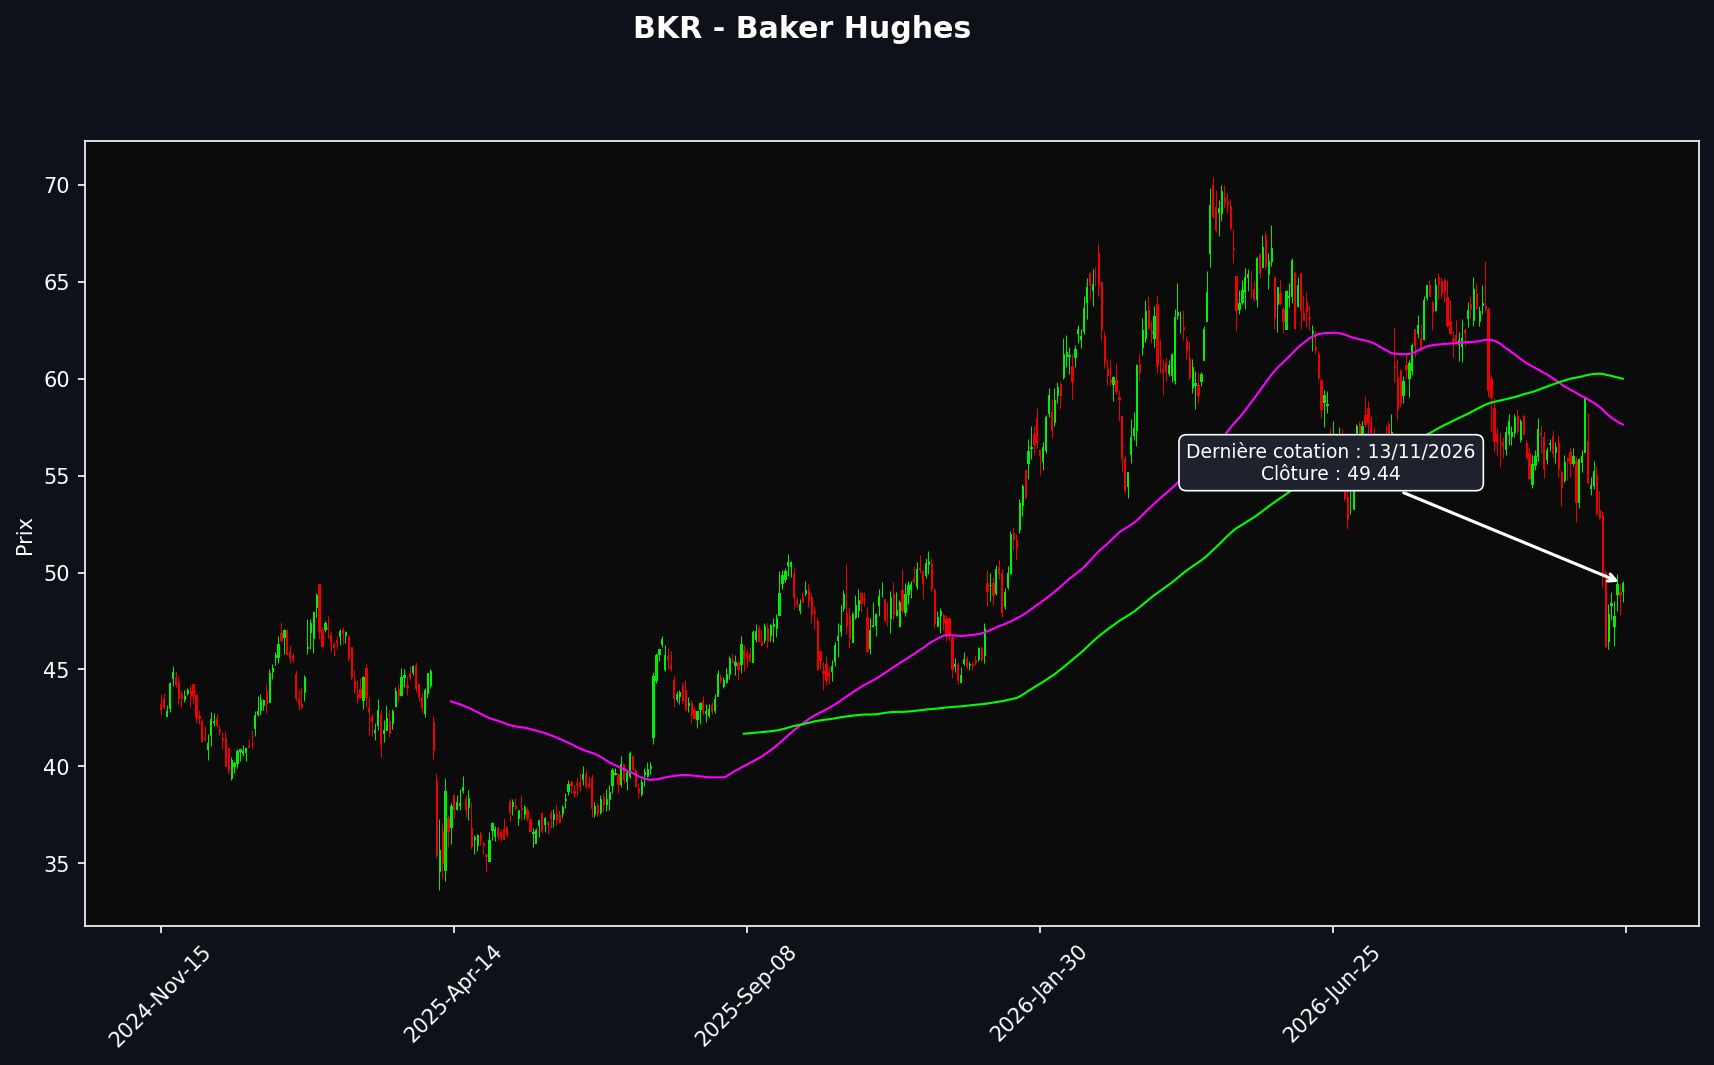 BKR - Baker Hughes
Prix
70
65
60
55
50
45
40
35
Dernière cotation : 13/11/2026
Clôture : 49.44
2024-Nov-15
2025-Apr-14
2025-Sep-08
2026-Jan-30
2026-Jun-25